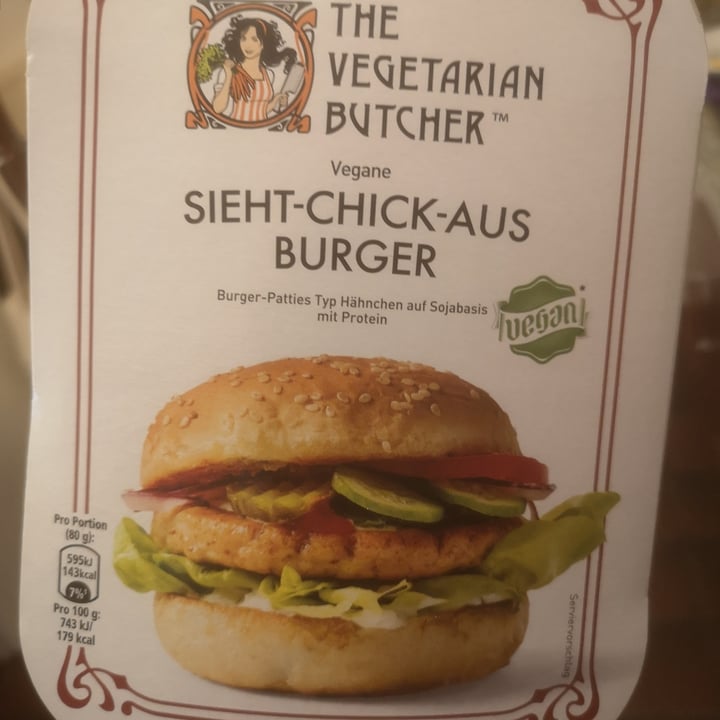 THE
VEGETARIAN
BUTCHER™
Vegane
SIEHT-CHICK-AUS
BURGER
Burger-Patties Typ Hähnchen auf Sojabasis
mit Protein
vegan
Pro Portion
(80 g):
595kJ
143kcal
7%
Pro 100 g:
743 kJ/
179 kcal
Serviervorschlag